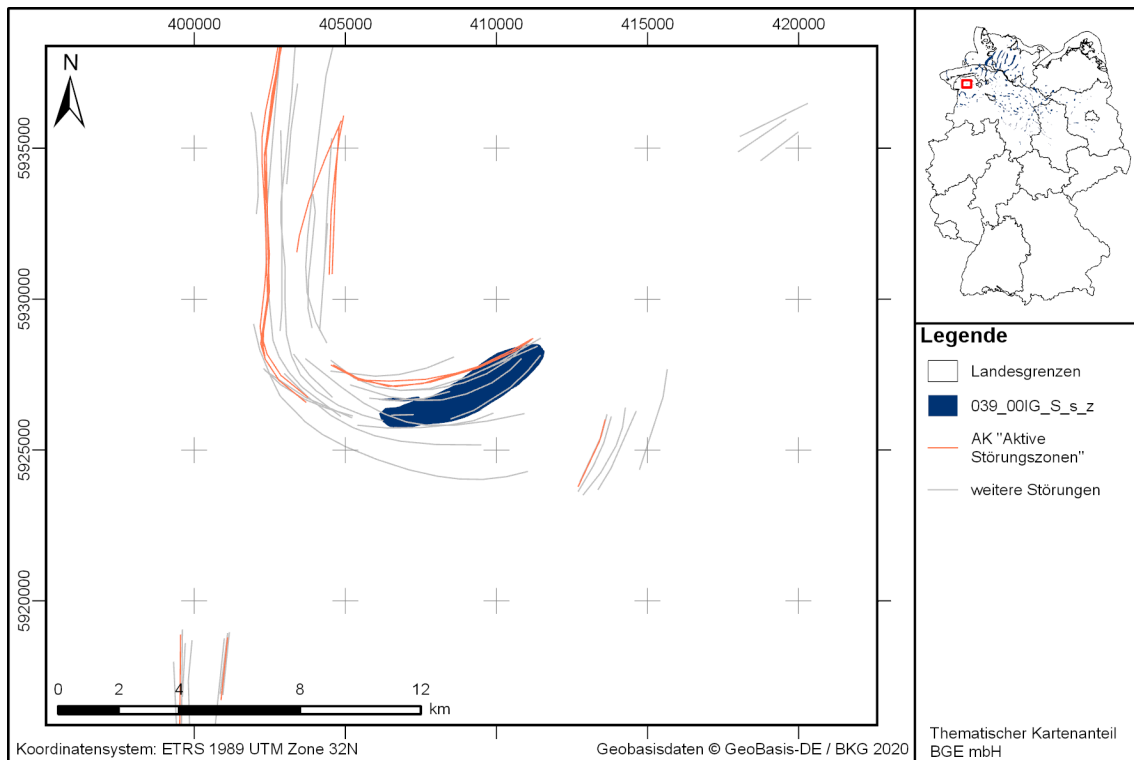 400000 405000 410000 415000 420000
N
5935000
5930000
5925000
5920000
0 2 4 8 12
km
Koordinatensystem: ETRS 1989 UTM Zone 32N
Geobasisdaten © GeoBasis-DE / BKG 2020
Legende
Landesgrenzen
039_00IG_S_s_z
AK "Aktive
Störungszonen"
weitere Störungen
Thematischer Kartenanteil
BGE mbH